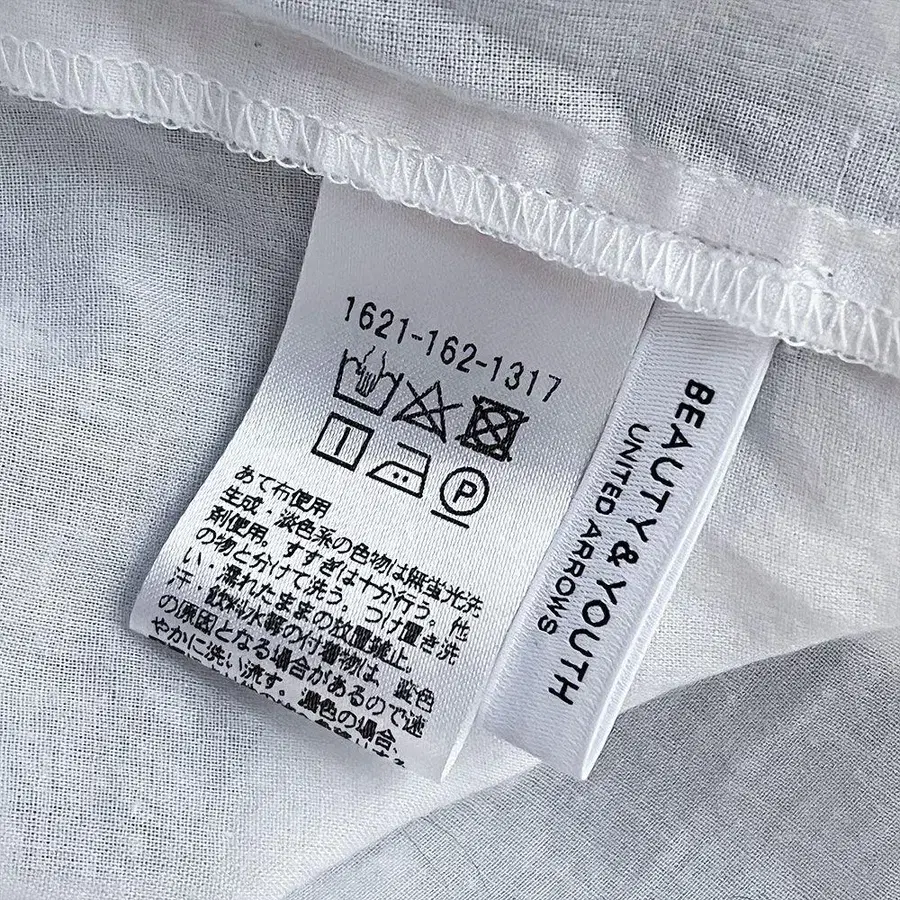 1621-162-1317
P
あて布使用
生成・淡色系の色物は無蛍光洗
剤使用。すすぎは十分行う。他
の物と分けて洗う。つけ置き洗
い・濡れたままの放置禁止。
汗・飲料水等の付着物は、変色
の原因となる場合があるので速
やかに洗い流す。濃色の場合、
BEAUTY & YOUTH
UNITED ARROWS